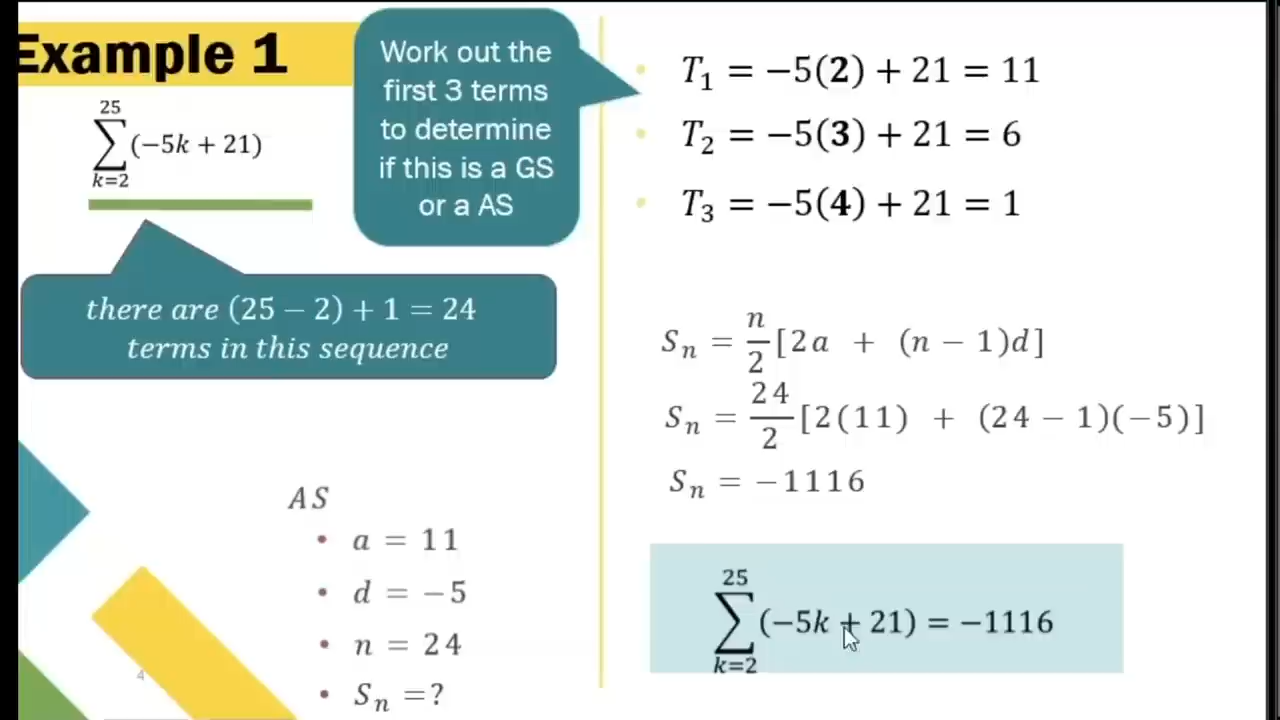 Example 1
25
∑(−5k + 21)
k=2
Work out the
first 3 terms
to determine
if this is a GS
or a AS
there are (25 − 2) + 1 = 24
terms in this sequence
AS
• a = 11
• d = −5
• n = 24
• Sₙ =?
4
• T₁ = −5(2) + 21 = 11
• T₂ = −5(3) + 21 = 6
• T₃ = −5(4) + 21 = 1
Sₙ = n/2 [2a + (n − 1)d]
Sₙ = 24/2 [2(11) + (24 − 1)(−5)]
Sₙ = −1116
25
∑(−5k + 21) = −1116
k=2